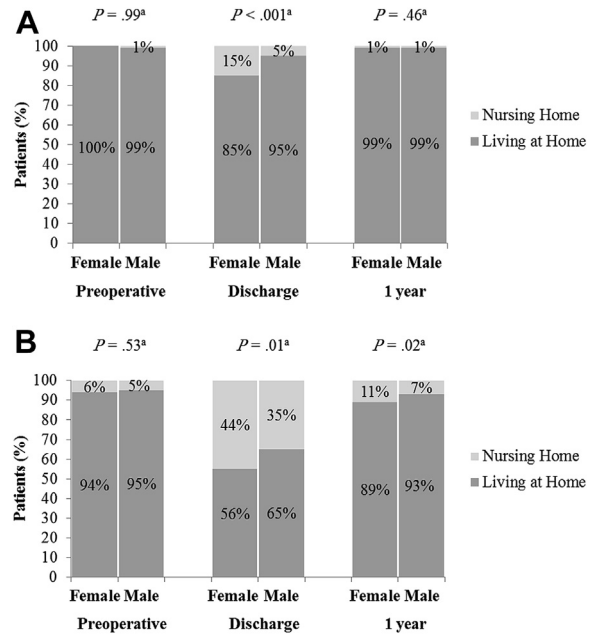 A
P = .99ª P < .001ª P = .46ª
100
90
80
70
60
50
40
30
20
10
0
Patients (%)
1% 15% 5% 1% 1%
100% 99% 85% 95% 99% 99%
Nursing Home
Living at Home
Female Male Female Male Female Male
Preoperative Discharge 1 year
B
P = .53ª P = .01ª P = .02ª
100
90
80
70
60
50
40
30
20
10
0
Patients (%)
6% 5% 44% 35% 11% 7%
94% 95% 56% 65% 89% 93%
Nursing Home
Living at Home
Female Male Female Male Female Male
Preoperative Discharge 1 year